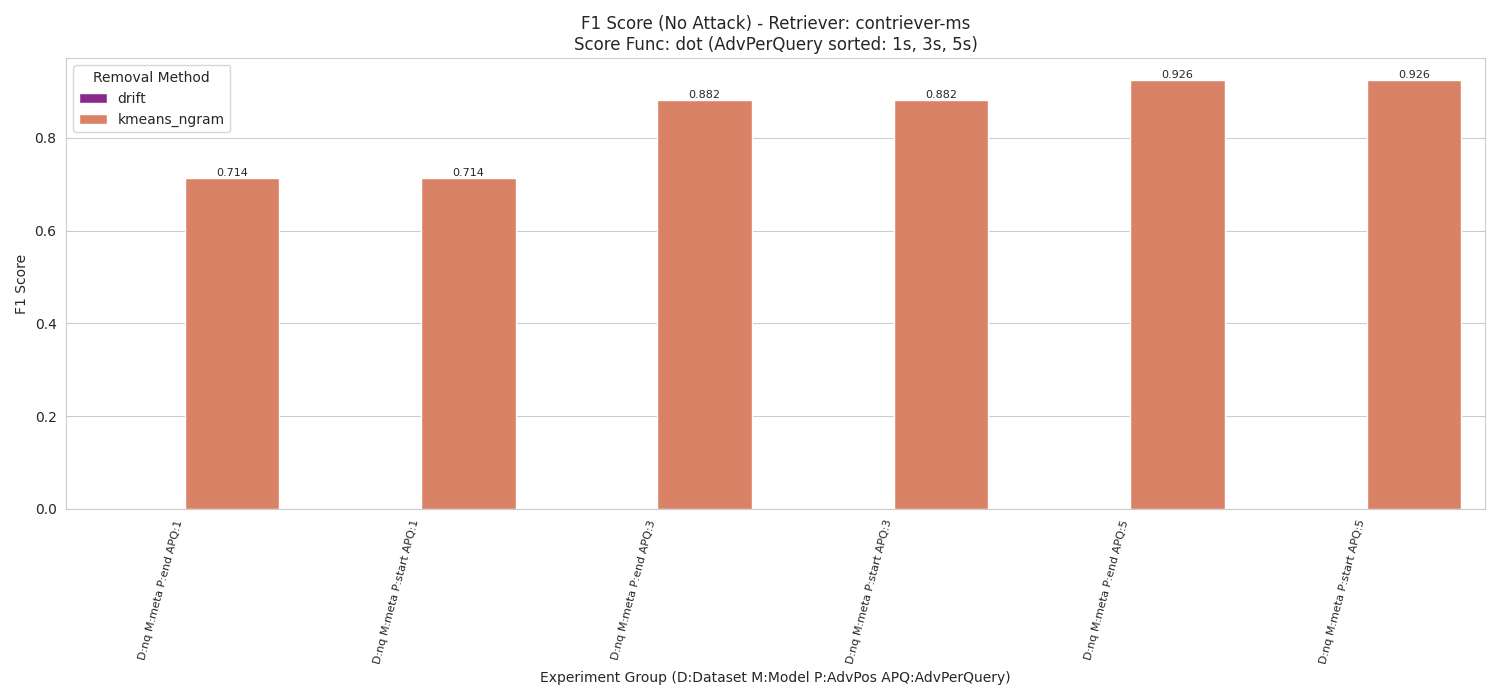 F1 Score (No Attack) - Retriever: contriever-ms
Score Func: dot (AdvPerQuery sorted: 1s, 3s, 5s)
Removal Method
drift
kmeans_ngram
0.714
0.714
0.882
0.882
0.926
0.926
F1 Score
0.8
0.6
0.4
0.2
0.0
D:nq M:meta P:end APQ:1
D:nq M:meta P:start APQ:1
D:nq M:meta P:end APQ:3
D:nq M:meta P:start APQ:3
D:nq M:meta P:end APQ:5
D:nq M:meta P:start APQ:5
Experiment Group (D:Dataset M:Model P:AdvPos APQ:AdvPerQuery)